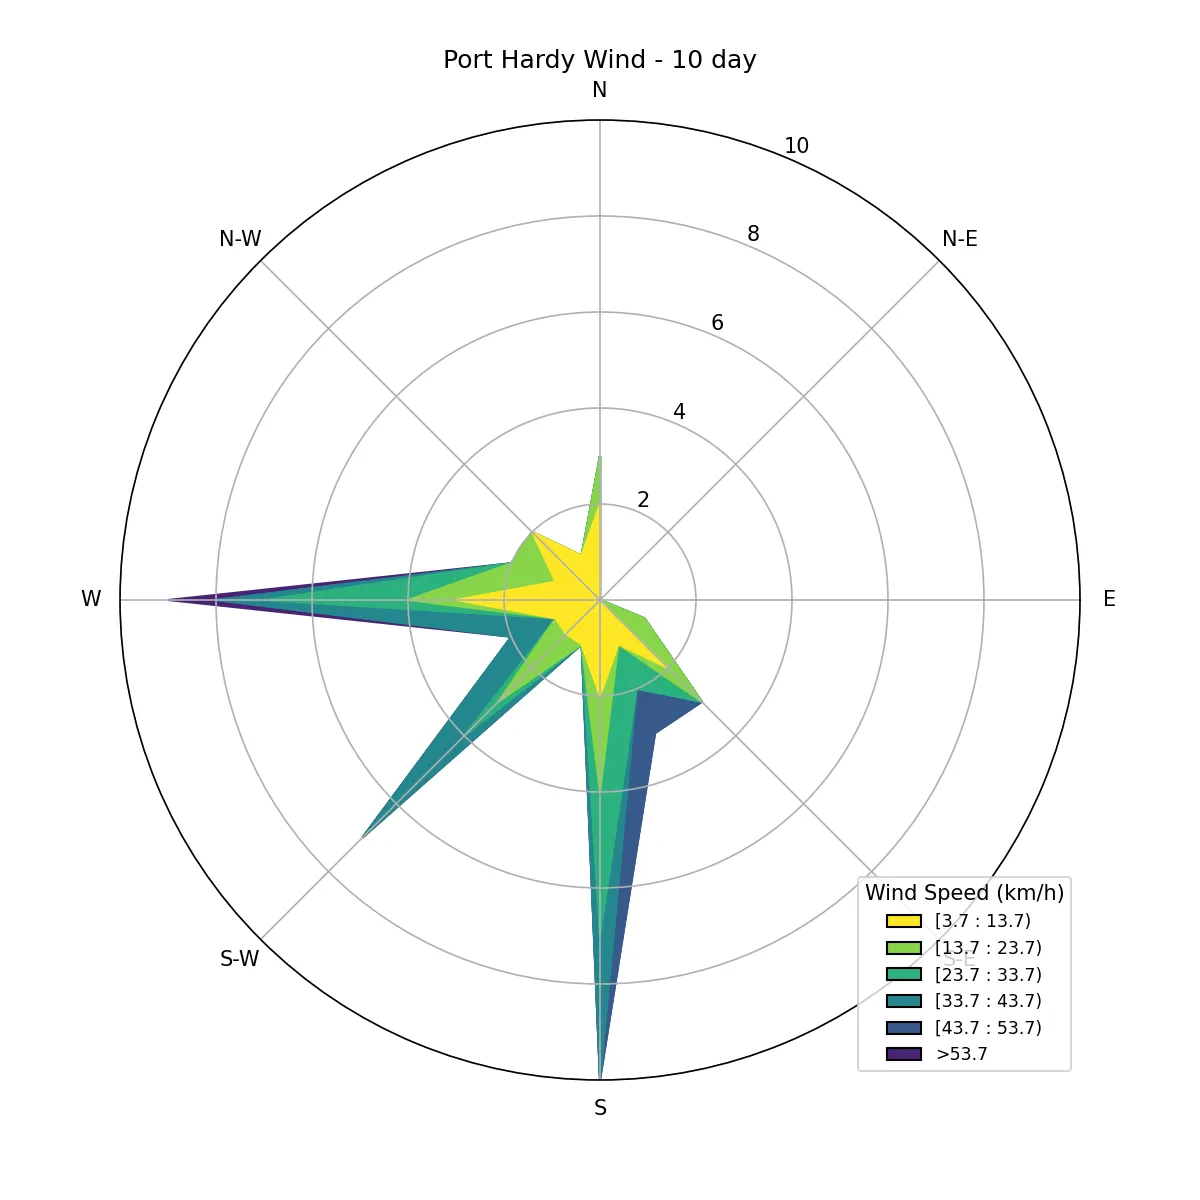 Port Hardy Wind - 10 day
N
10
N-W
8
N-E
6
4
2
W
E
Wind Speed (km/h)
[3.7 : 13.7)
[13.7 : 23.7)
S-W
S-E
[23.7 : 33.7)
[33.7 : 43.7)
[43.7 : 53.7)
>53.7
S